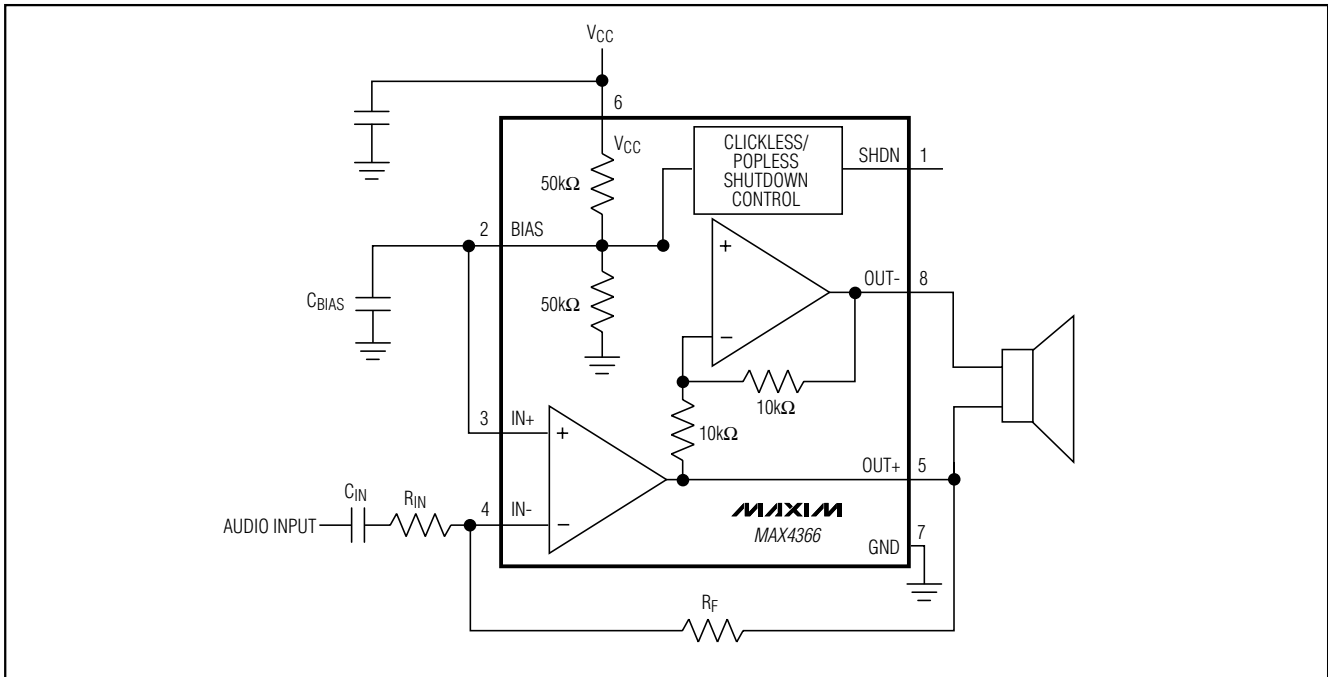 VCC
6
VCC
CLICKLESS/
POPLESS
SHUTDOWN
CONTROL
SHDN
1
50kΩ
2
BIAS
+
OUT-
8
CBIAS
50kΩ
−
10kΩ
3
IN+
+
10kΩ
OUT+
5
CIN
RIN
AUDIO INPUT
4
IN-
−
MAXIM
MAX4366
7
GND
RF